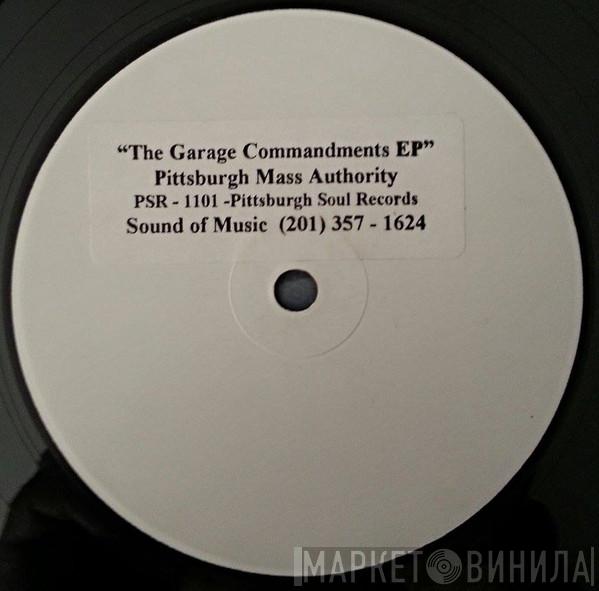 “The Garage Commandments EP”
Pittsburgh Mass Authority
PSR - 1101 -Pittsburgh Soul Records
Sound of Music (201) 357 - 1624
МАРКЕТ ВИНИЛА